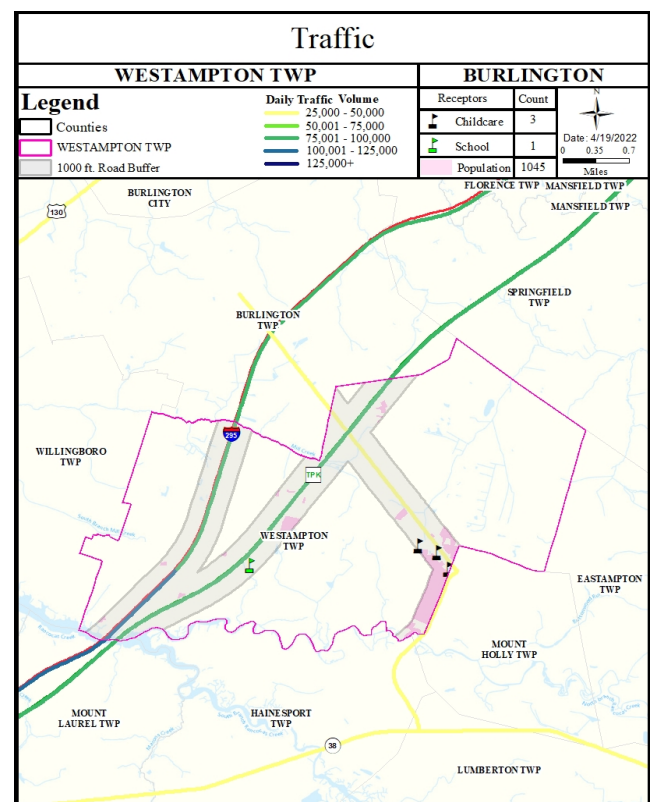 Traffic
WESTAMPTON TWP
BURLINGTON
Legend
Counties
WESTAMPTON TWP
1000 ft. Road Buffer
Daily Traffic Volume
25,000 - 50,000
50,001 - 75,000
75,001 - 100,000
100,001 - 125,000
125,000+
Receptors Count
Childcare 3
School 1
Population 1045
N
Date: 4/19/2022
0 0.35 0.7
Miles
FLORENCE TWP
MANSFIELD TWP
MANSFIELD TWP
BURLINGTON
CITY
130
SPRINGFIELD
TWP
BURLINGTON
TWP
295
WILLINGBORO
TWP
TPK
WESTAMPTON
TWP
EASTAMPTON
TWP
MOUNT
HOLLY TWP
MOUNT
LAUREL TWP
HAINESPORT
TWP
38
LUMBERTON TWP